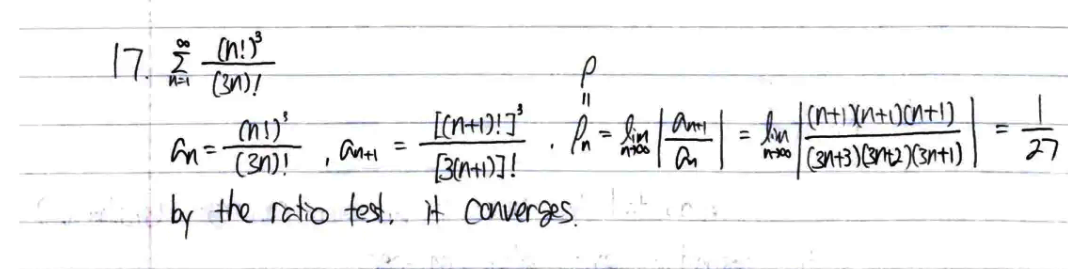 17. \sum_{n=1}^{\infty} \frac{(n!)^3}{(3n)!}
a_n = \frac{(n!)^3}{(3n)!}, a_{n+1} = \frac{[(n+1)!]^3}{[3(n+1)]!}. \overset{\overset{\rho}{\shortparallel}}{\rho_n} = \lim_{n \to \infty} \left| \frac{a_{n+1}}{a_n} \right| = \lim_{n \to \infty} \left| \frac{(n+1)(n+1)(n+1)}{(3n+3)(3n+2)(3n+1)} \right| = \frac{1}{27}
by the ratio test. it converges.